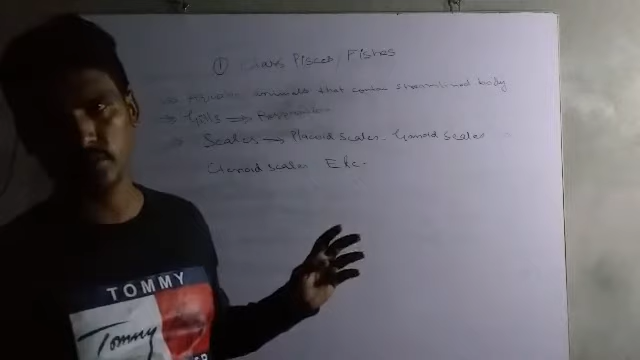 ① Class Pisces/Fishes
Aquatic animals that contain streamlined body
→ Gills → Respiration
Scales → Placoid scales, Ganoid scales
Ctenoid scales Etc.
TOMMY
Tommy